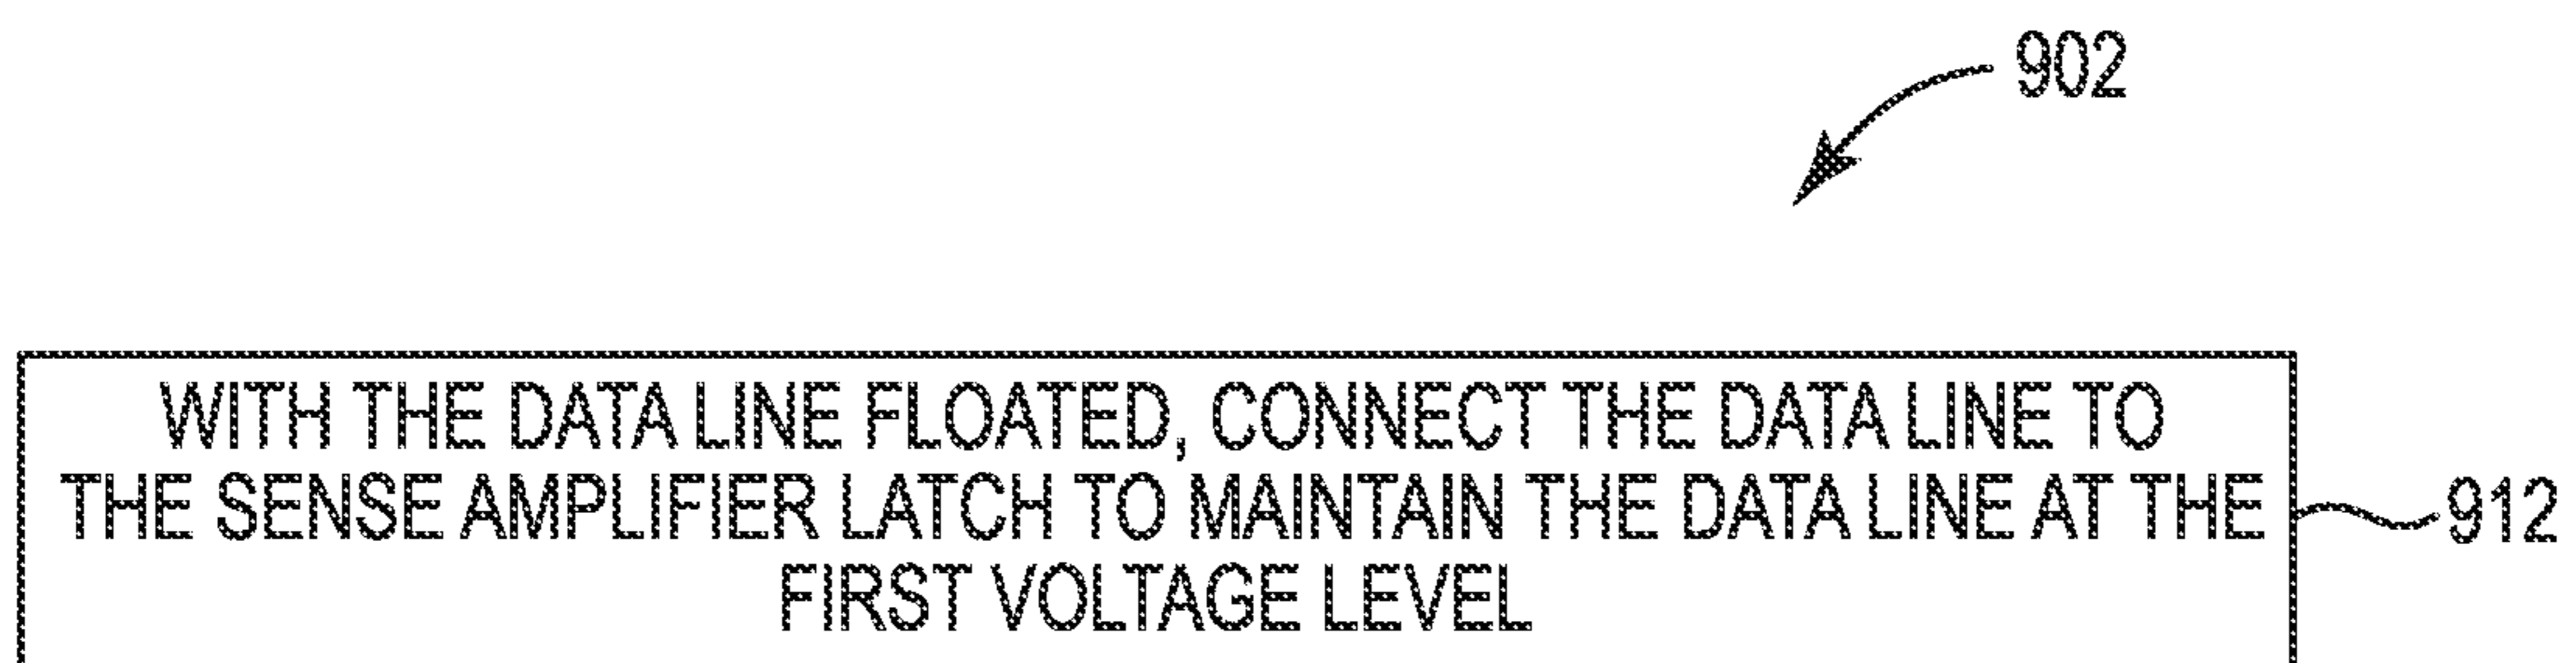 902
WITH THE DATA LINE FLOATED, CONNECT THE DATA LINE TO
THE SENSE AMPLIFIER LATCH TO MAINTAIN THE DATA LINE AT THE
FIRST VOLTAGE LEVEL
912